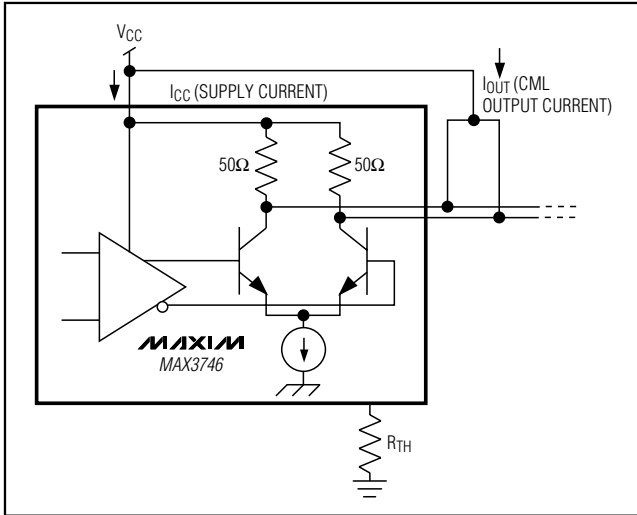 VCC
ICC (SUPPLY CURRENT)
IOUT (CML
OUTPUT CURRENT)
50Ω
50Ω
MAXIM
MAX3746
RTH